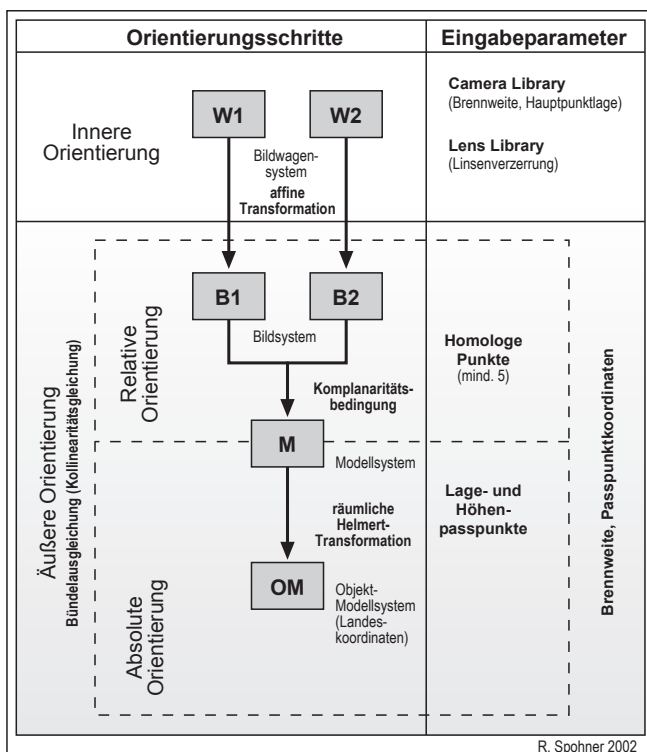 Orientierungsschritte
Eingabeparameter
Innere
Orientierung
W1
W2
Bildwagen-
system
affine
Transformation
Camera Library
(Brennweite, Hauptpunktlage)
Lens Library
(Linsenverzerrung)
Äußere Orientierung
Bündelausgleichung (Kollinearitätsgleichung)
Relative
Orientierung
B1
B2
Bildsystem
Komplanaritäts-
bedingung
Homologe
Punkte
(mind. 5)
M
Modellsystem
Absolute
Orientierung
räumliche
Helmert-
Transformation
Lage- und
Höhen-
passpunkte
OM
Objekt-
Modellsystem
(Landes-
koordinaten)
Brennweite, Passpunktkoordinaten
R. Spohner 2002